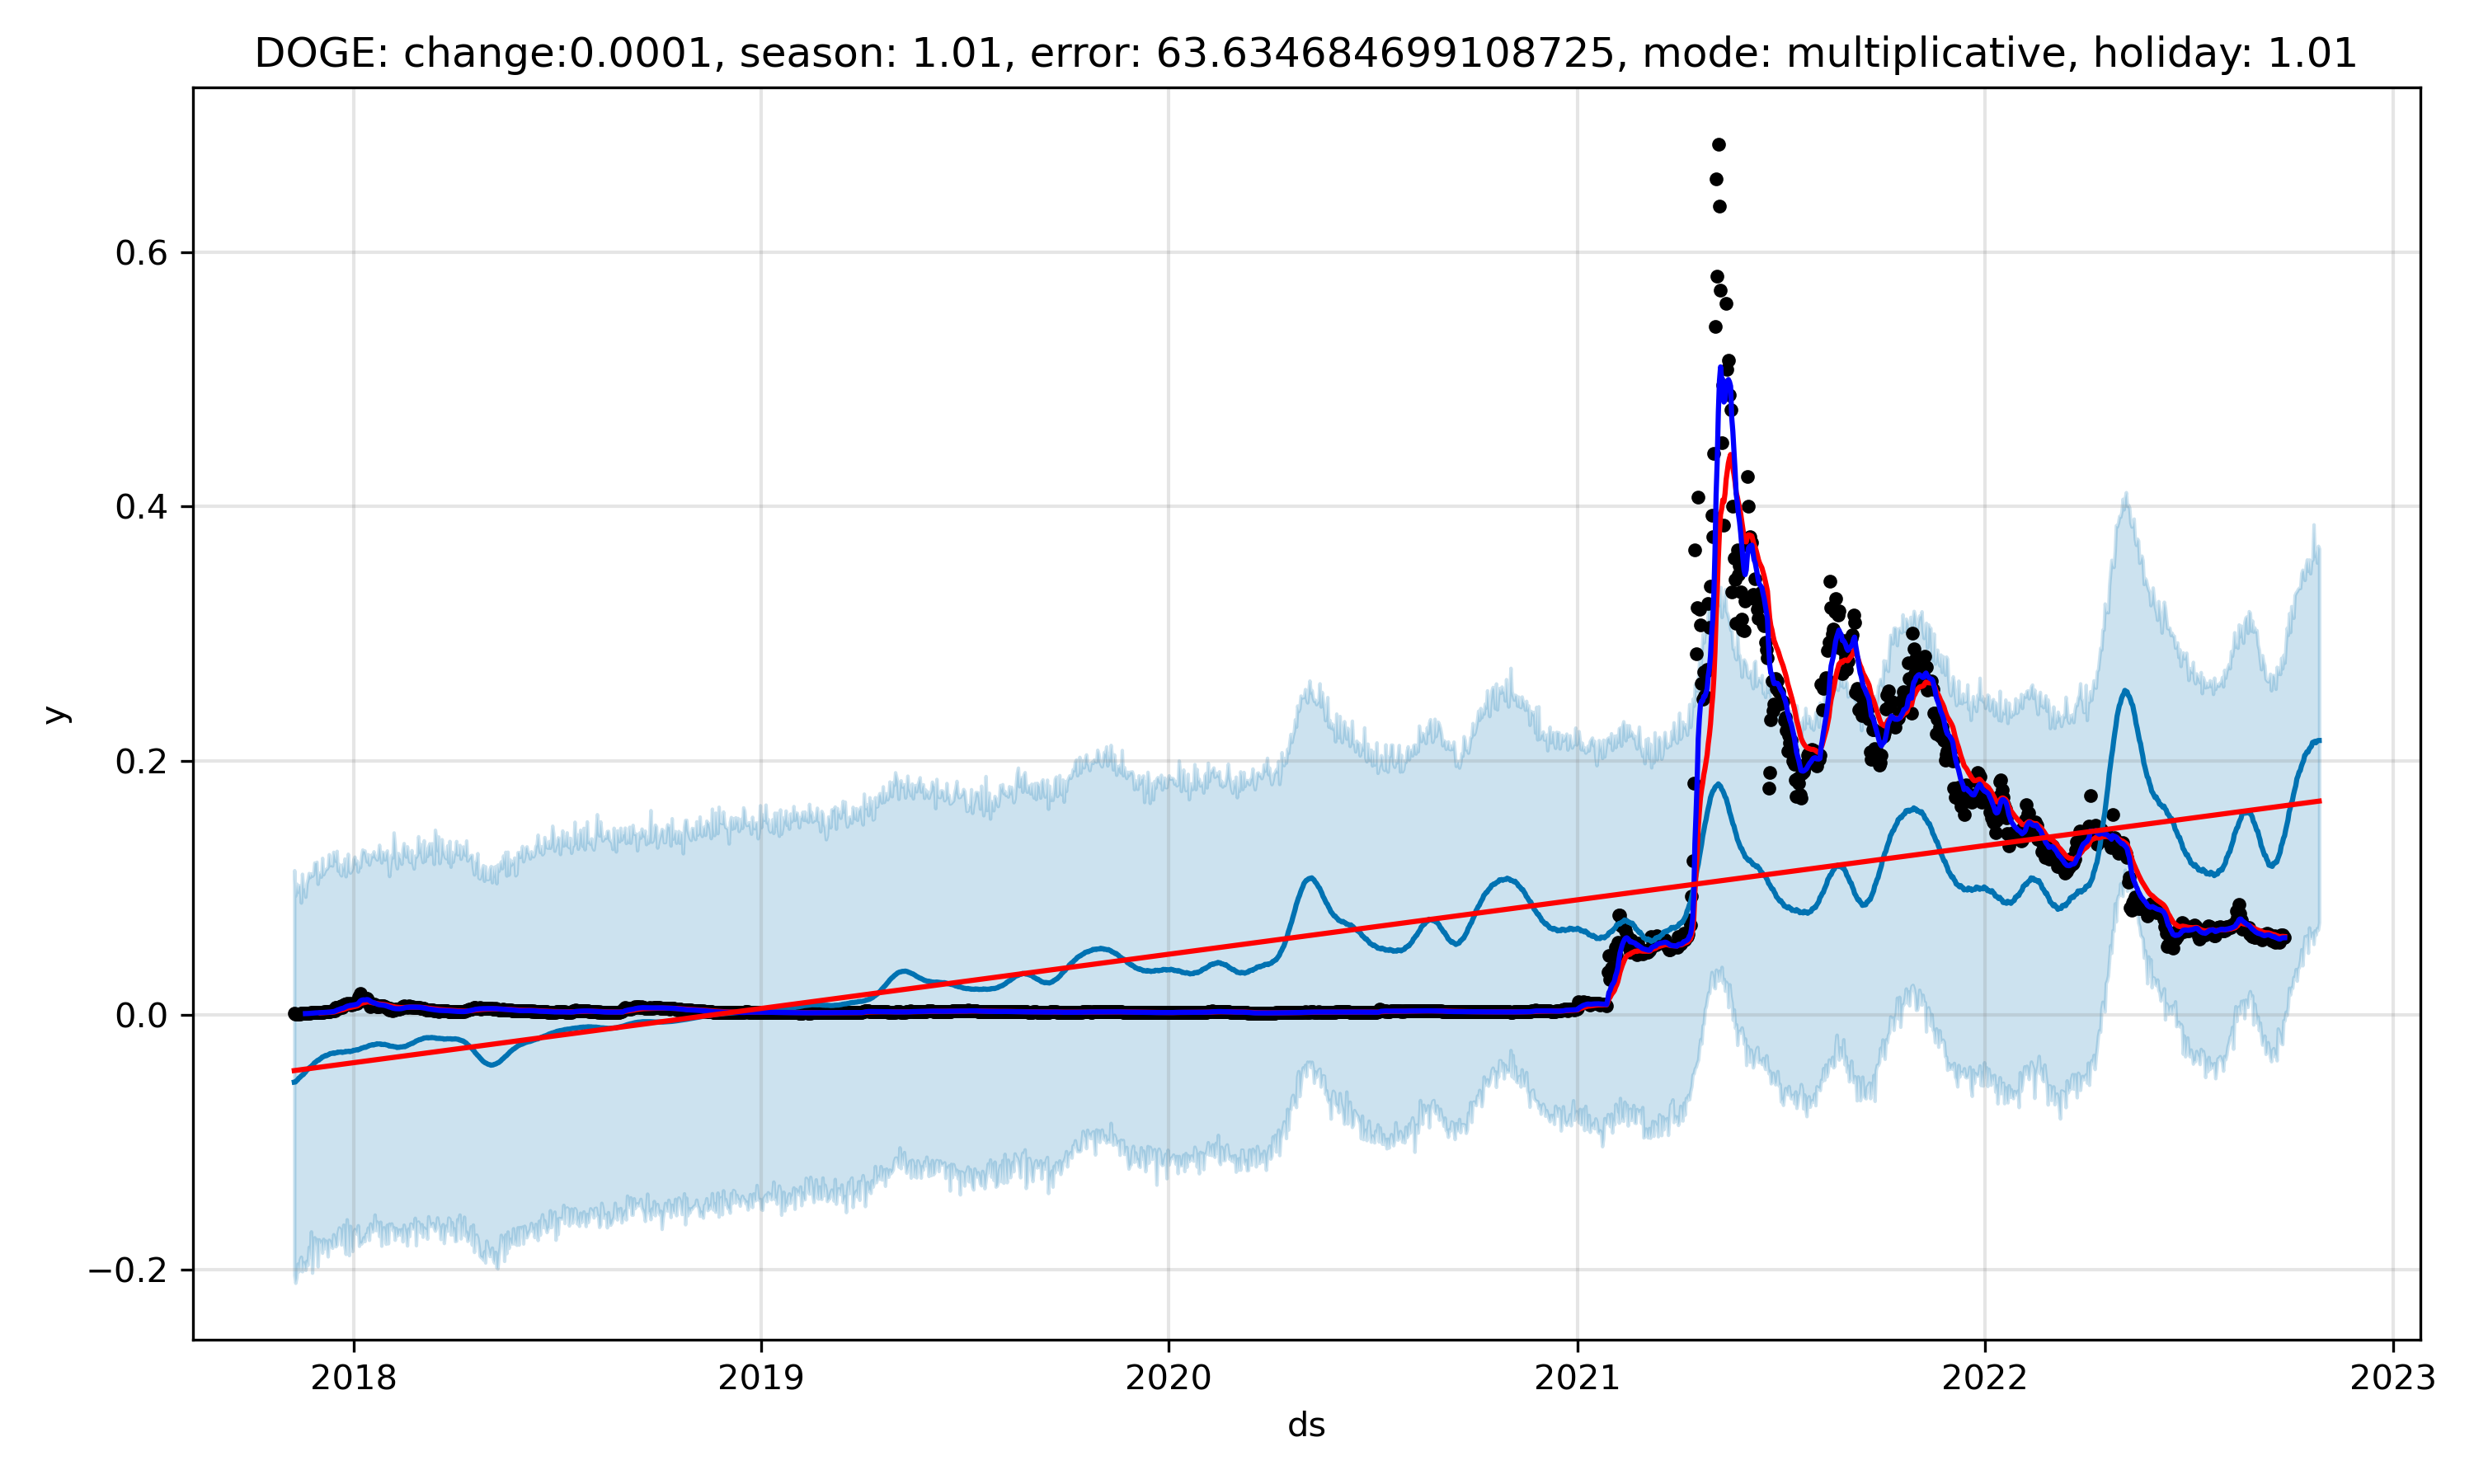 DOGE: change:0.0001, season: 1.01, error: 63.634684699108725, mode: multiplicative, holiday: 1.01
y
0.6
0.4
0.2
0.0
−0.2
2018 2019 2020 2021 2022 2023
ds